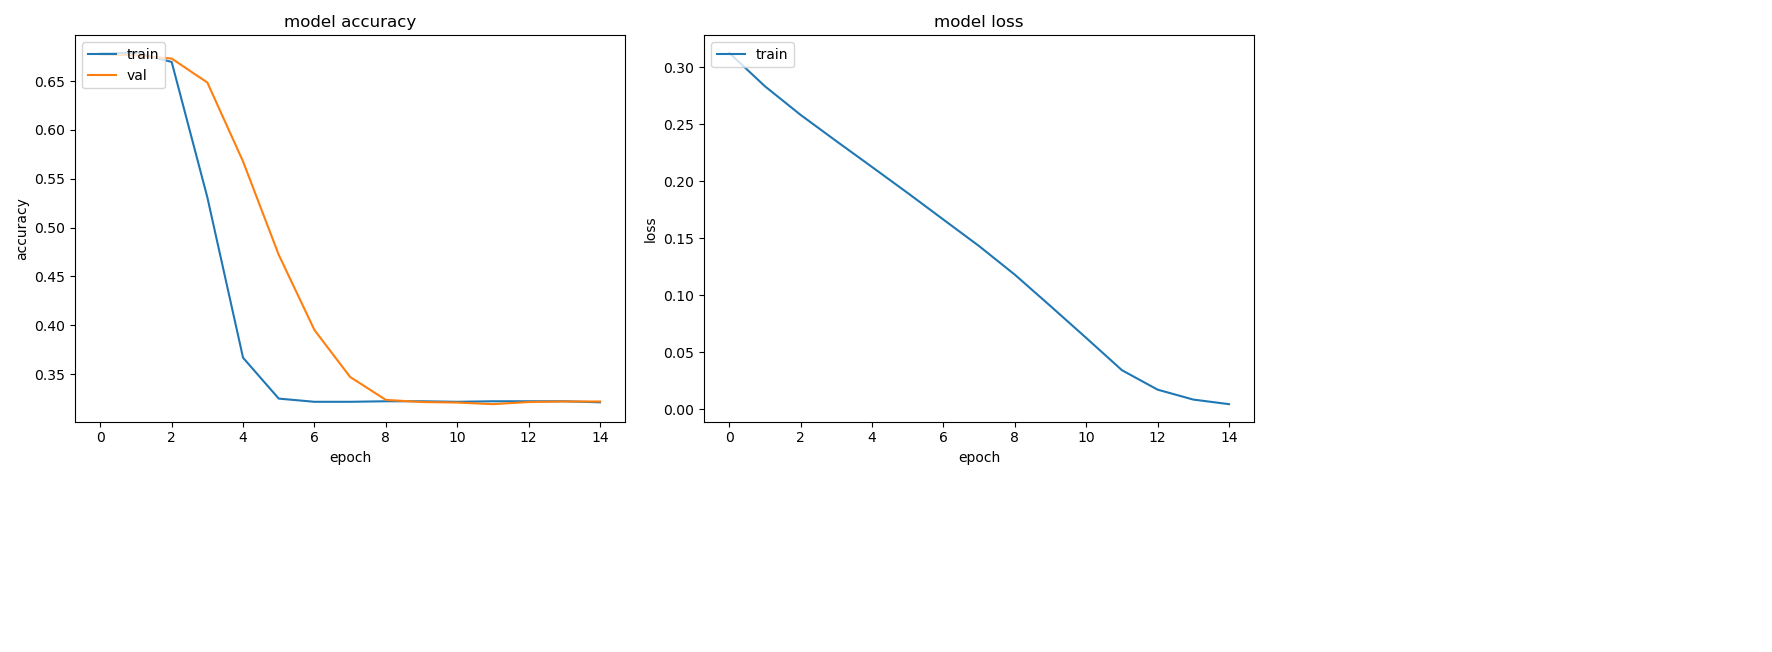 model accuracy
train
val
0.65
0.60
0.55
0.50
0.45
0.40
0.35
accuracy
0 2 4 6 8 10 12 14
epoch
model loss
train
0.30
0.25
0.20
0.15
0.10
0.05
0.00
loss
0 2 4 6 8 10 12 14
epoch